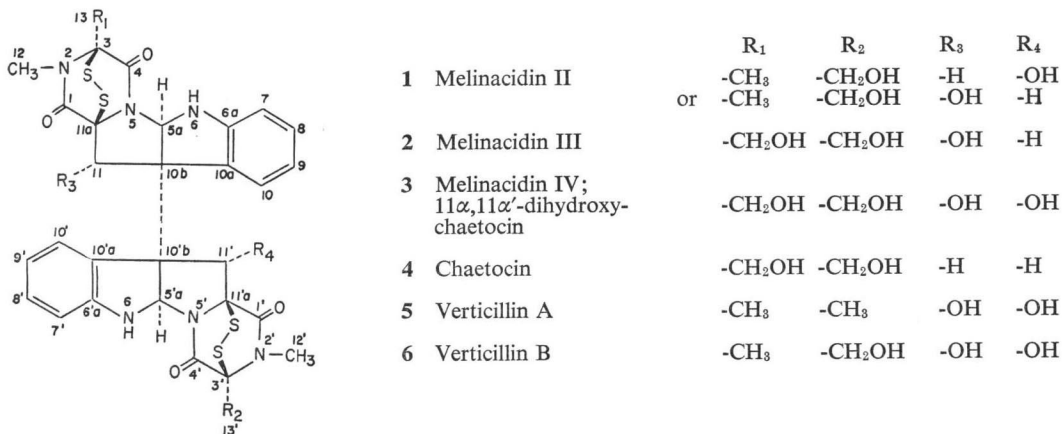 13 R₁
12 2 3 O
CH₃—N 4 H
S
S
1 N H
O 5 N 6a 7
11a 5a 6 8
11 10b 10a 9
R₃ 10
10' 10'a 10'b 11' R₄
9' 11'a 1' O
8' 5'a 5' S
7' 6'a 6 N N S 2' 12'
H H N—CH₃
O 4' 3'
R₂
13'
R₁ R₂ R₃ R₄
1 Melinacidin II -CH₃ -CH₂OH -H -OH
or -CH₃ -CH₂OH -OH -H
2 Melinacidin III -CH₂OH -CH₂OH -OH -H
3 Melinacidin IV;
11α,11α′-dihydroxy-
chaetocin -CH₂OH -CH₂OH -OH -OH
4 Chaetocin -CH₂OH -CH₂OH -H -H
5 Verticillin A -CH₃ -CH₃ -OH -OH
6 Verticillin B -CH₃ -CH₂OH -OH -OH